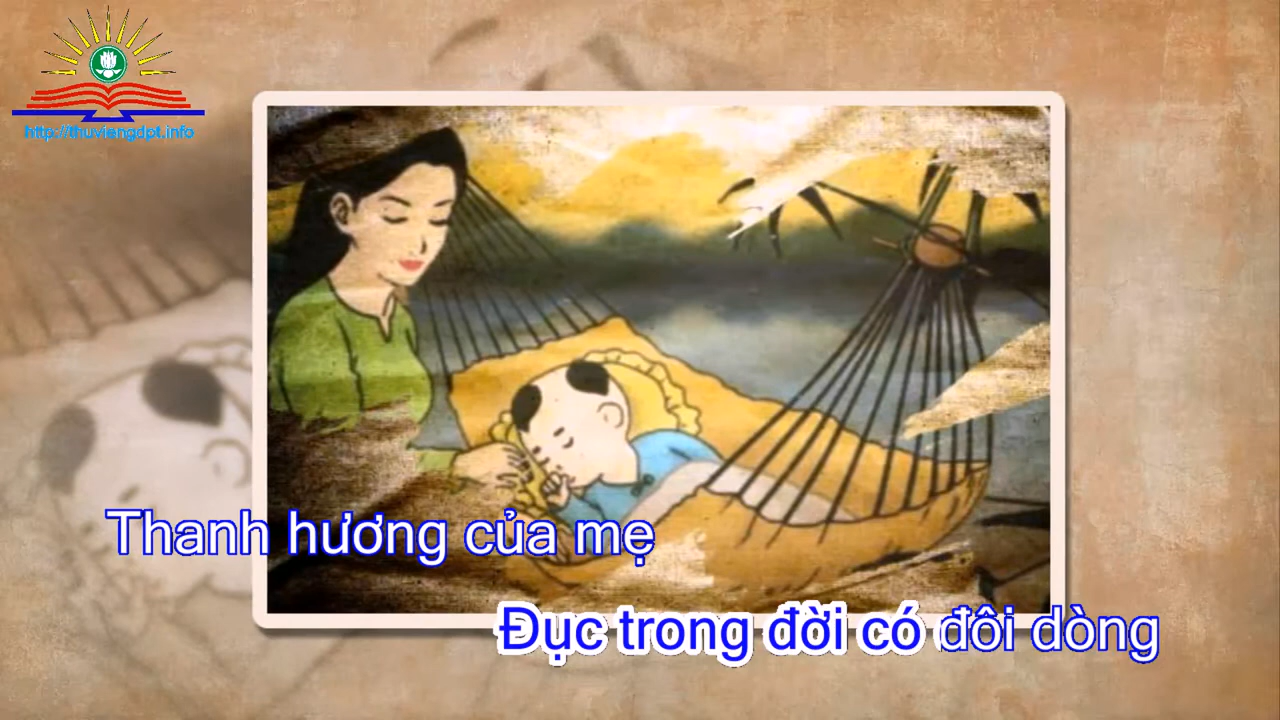 http://thuviengdpt.info
Thanh hương của mẹ
Đục trong đời có đôi dòng